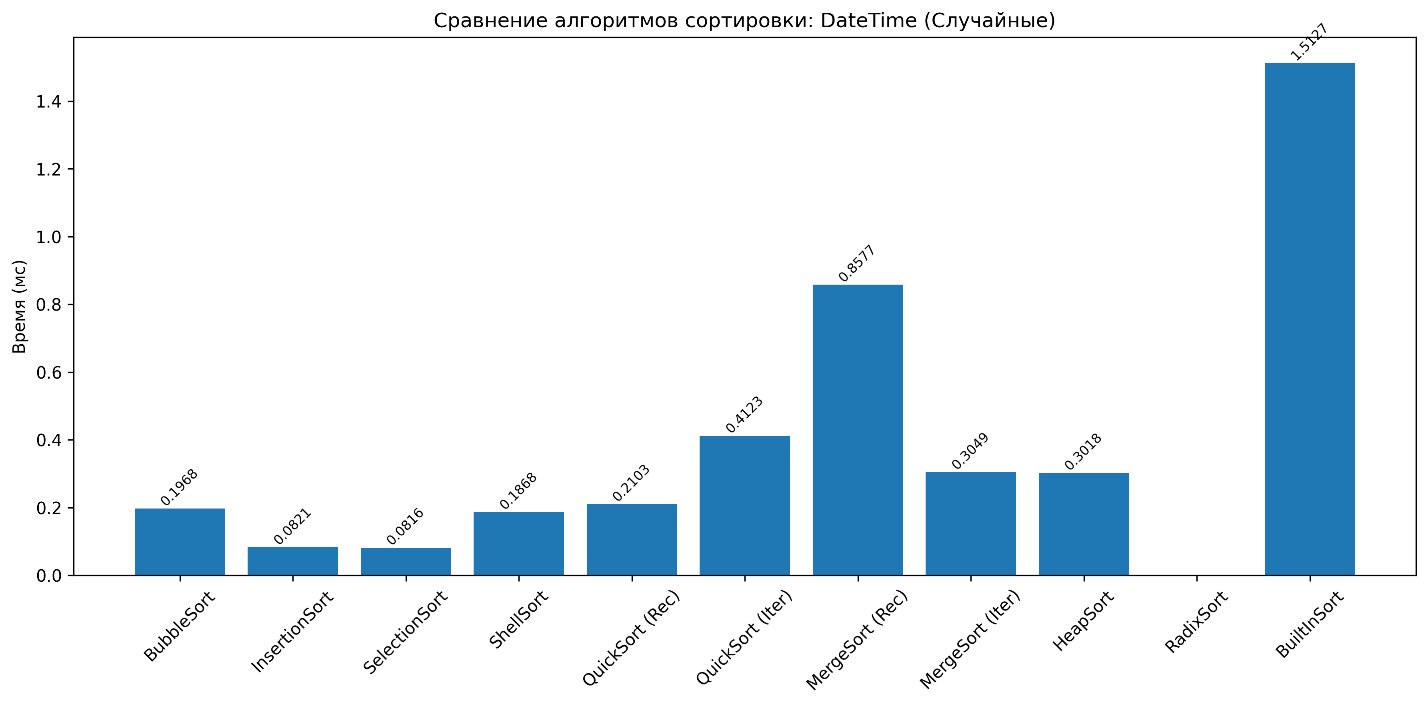 Сравнение алгоритмов сортировки: DateTime (Случайные)
Время (мс)
1.4
1.2
1.0
0.8
0.6
0.4
0.2
0.0
0.1968
0.0821
0.0816
0.1868
0.2103
0.4123
0.8577
0.3049
0.3018
1.5127
BubbleSort
InsertionSort
SelectionSort
ShellSort
QuickSort (Rec)
QuickSort (Iter)
MergeSort (Rec)
MergeSort (Iter)
HeapSort
RadixSort
BuiltInSort